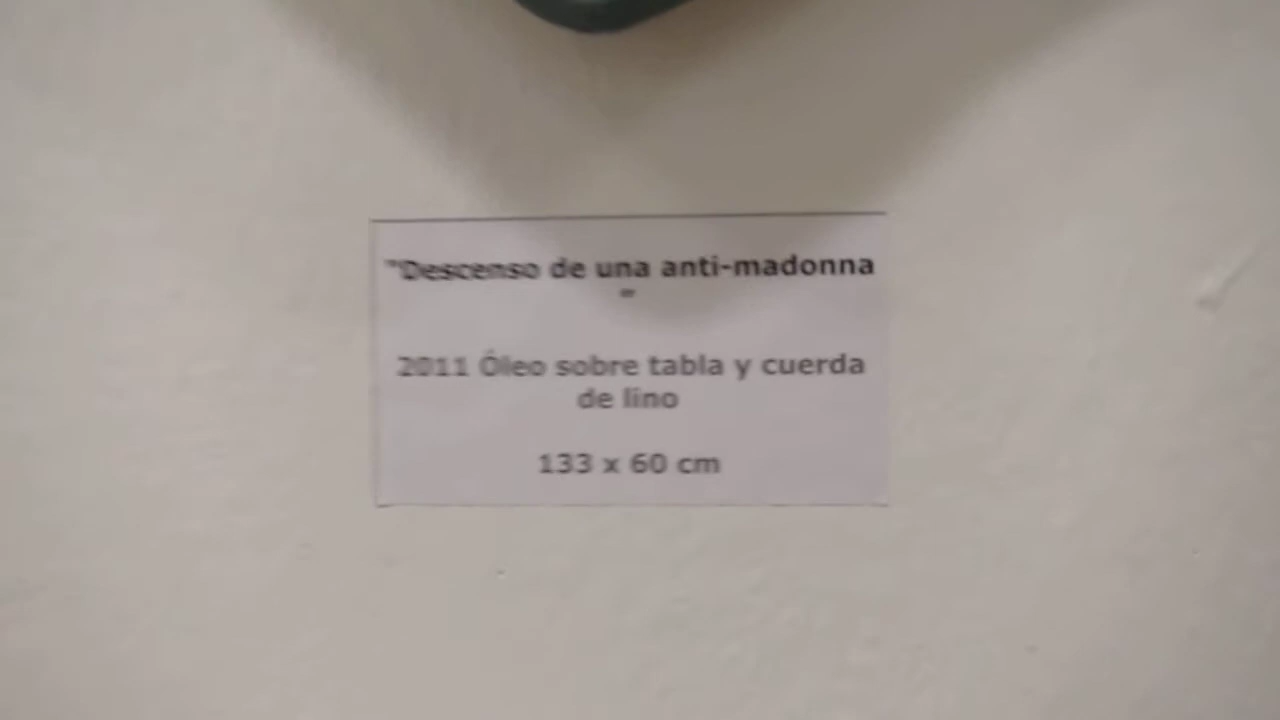 "Descenso de una anti-madonna
"
2011 Óleo sobre tabla y cuerda
de lino
133 x 60 cm